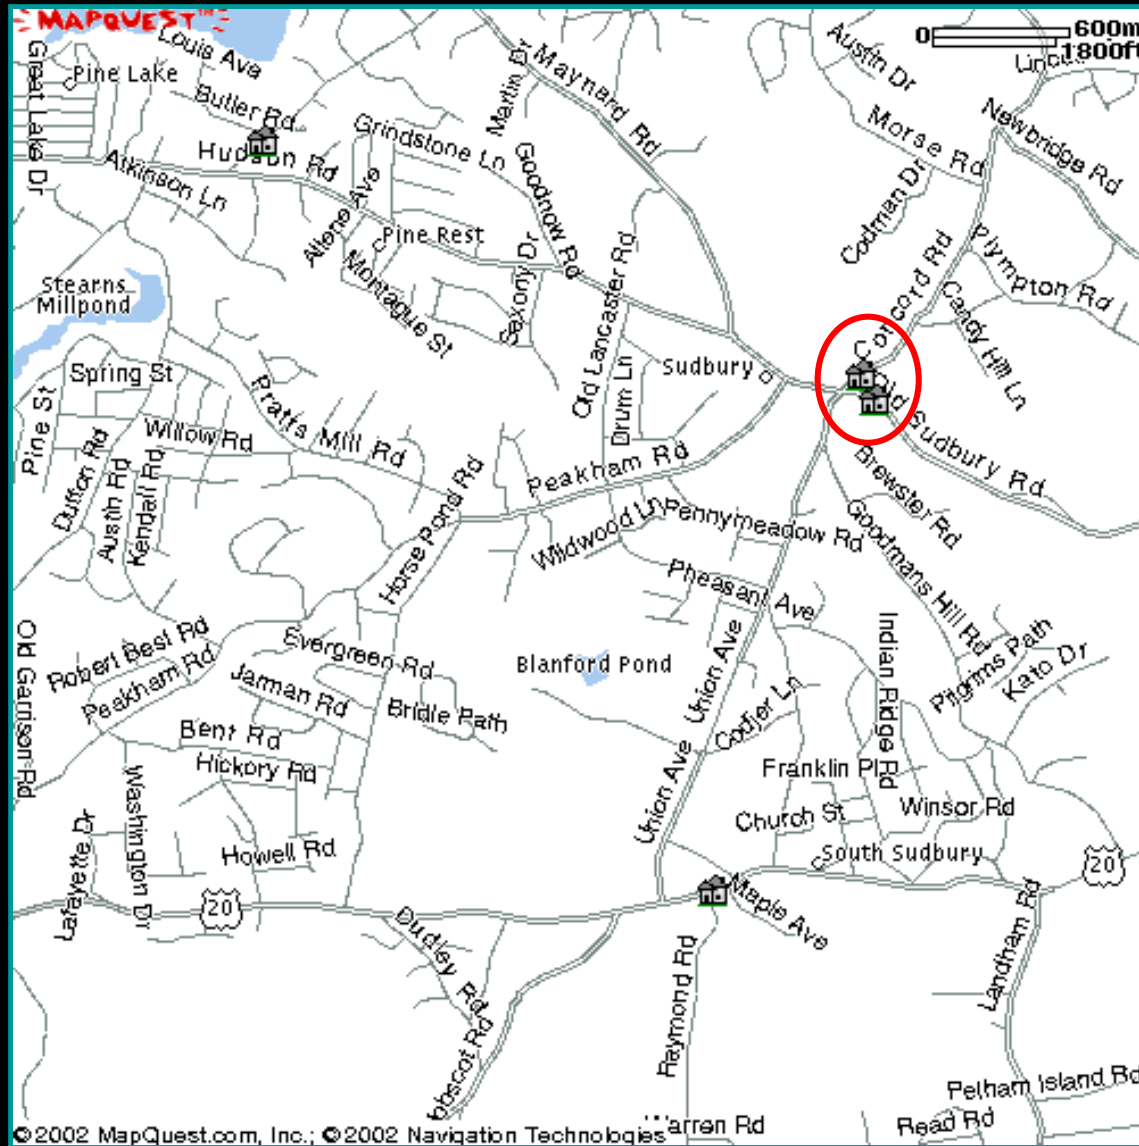 MAPQUEST™
0 600m
1800ft
Louis Ava
Pine Lake
Great Lake Dr
Butler Rd
Hudson Rd
Atkinson Ln
Grindstone Ln
Martin Dr
Maynard Rd
Goodnow Rd
Austin Dr
Morse Rd
Newbridge Rd
Codman Dr
Plympton Rd
Concord Rd
Candy Hill Ln
Allene Ave
Pine Rest
Montague St
Saxony Dr
Old Lancaster Rd
Stearns
Millpond
Spring St
Pine St
Pratts Mill Rd
Willow Rd
Dutton Rd
Austin Rd
Kendall Rd
Drum Ln
Sudbury
Old Sudbury Rd
Peakham Rd
Brewster Rd
Horse Pond Rd
Wildwood Ln
Pennymeadow Rd
Goodmans Hill Rd
Pheasant Ave
Old Garrison Rd
Robert Best Rd
Peakham Rd
Evergreen Rd
Jarman Rd
Bridle Path
Blanford Pond
Union Ave
Codjer Ln
Indian Ridge Rd
Pilgrims Path
Kato Dr
Bent Rd
Hickory Rd
Washington Dr
Lafayette Dr
Howell Rd
Union Ave
Franklin Pl
Church St
Winsor Rd
South Sudbury
20
20
Maple Ave
Dudley Rd
Raymond Rd
Landham Rd
Pelham Island Rd
Read Rd
©2002 MapQuest.com, Inc.; ©2002 Navigation Technologies